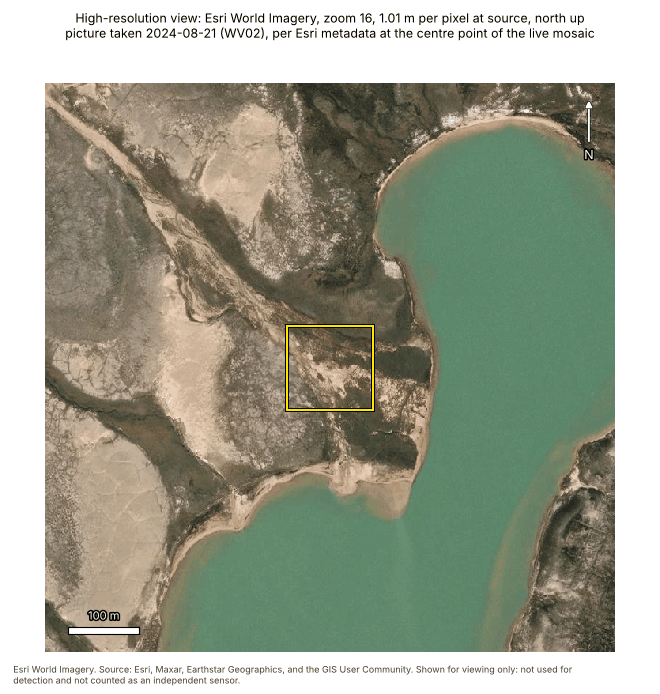 High-resolution view: Esri World Imagery, zoom 16, 1.01 m per pixel at source, north up
picture taken 2024-08-21 (WV02), per Esri metadata at the centre point of the live mosaic
N
100 m
Esri World Imagery. Source: Esri, Maxar, Earthstar Geographics, and the GIS User Community. Shown for viewing only: not used for
detection and not counted as an independent sensor.